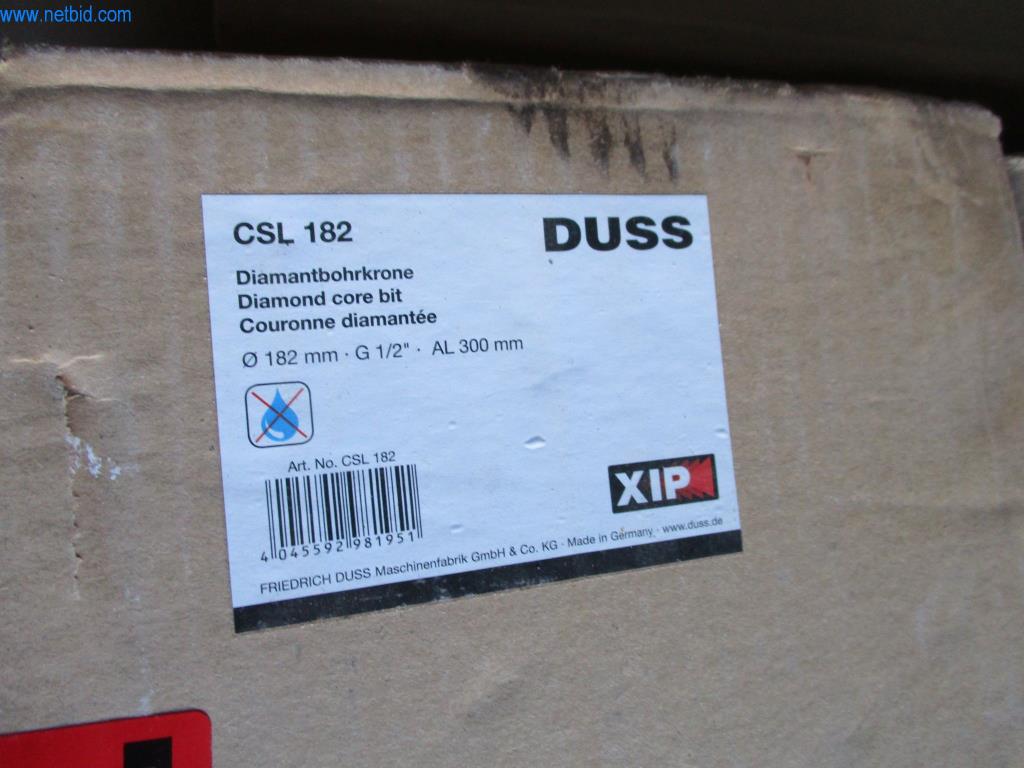 www.netbid.com
CSL 182
DUSS
Diamantbohrkrone
Diamond core bit
Couronne diamantée
Ø 182 mm · G 1/2" · AL 300 mm
Art. No. CSL 182
XIP
4 045592 981951
FRIEDRICH DUSS Maschinenfabrik GmbH & Co. KG · Made in Germany · www.duss.de